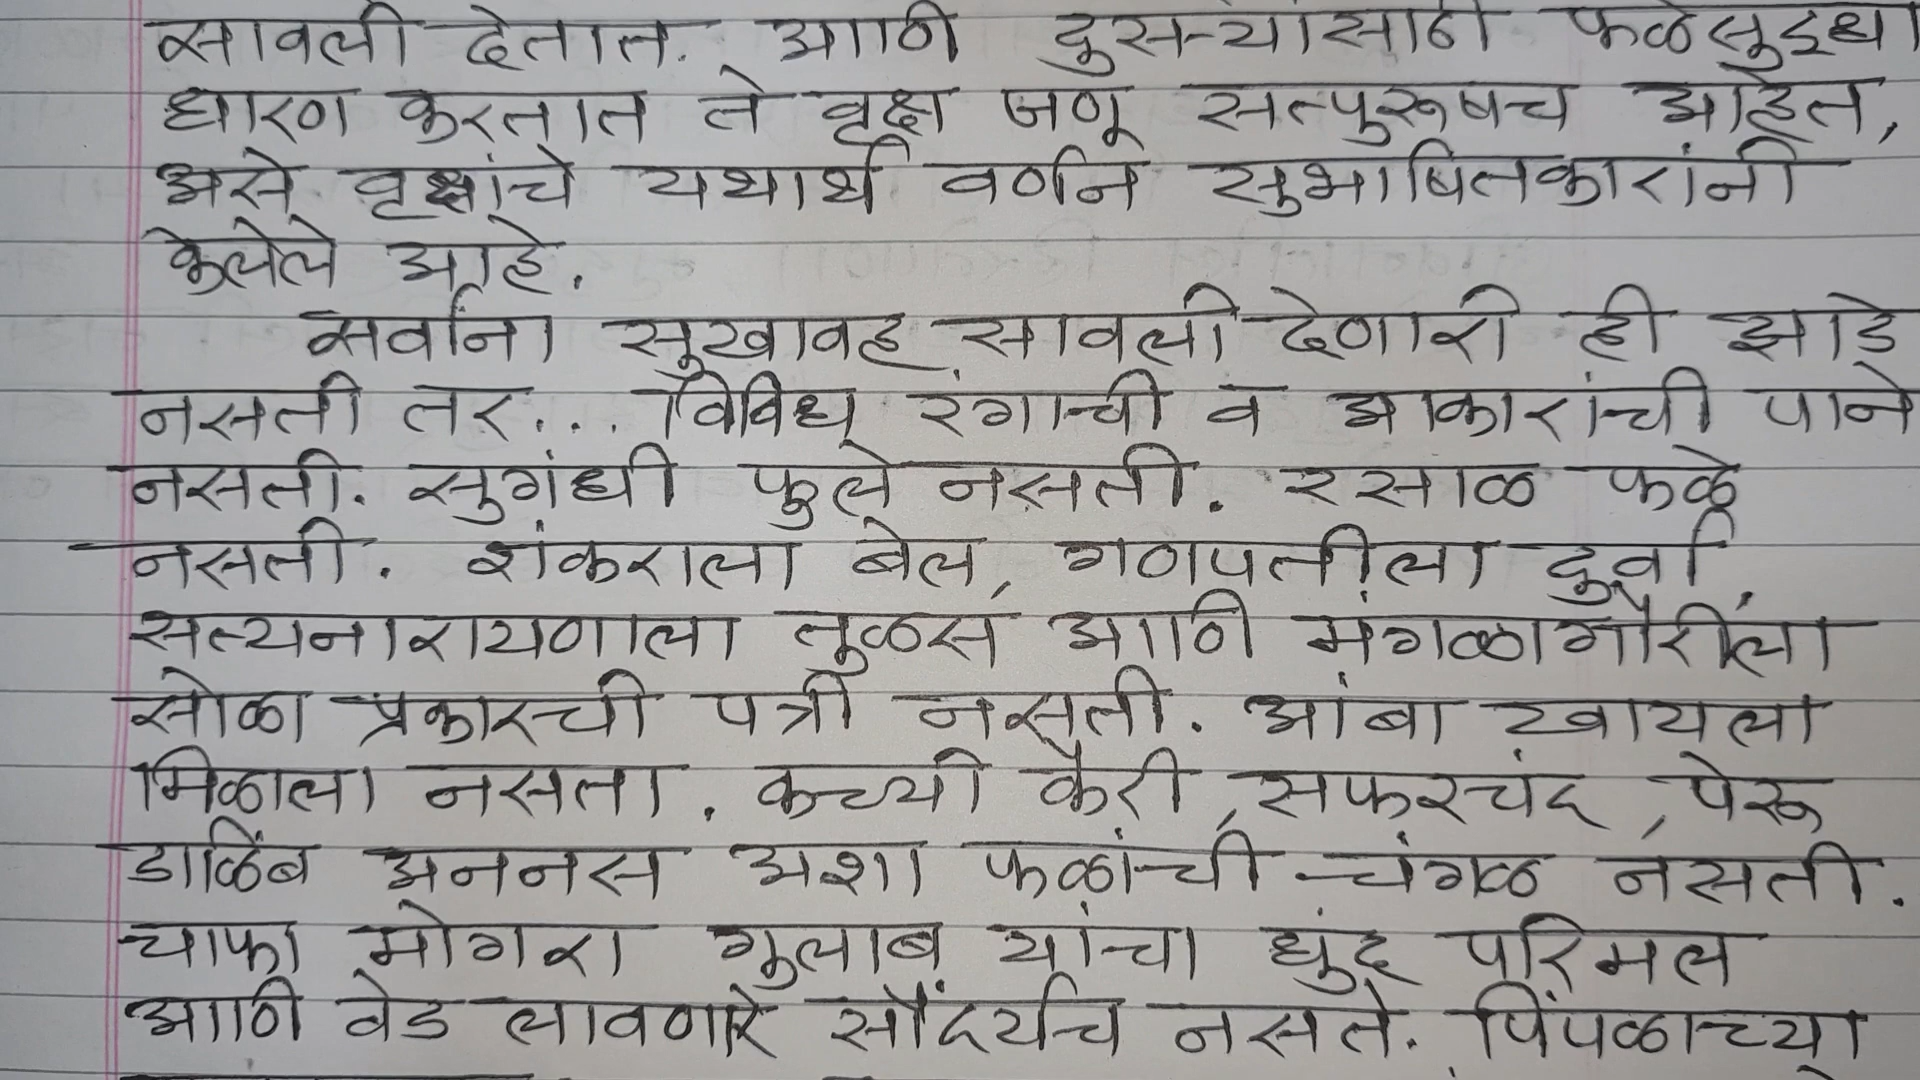 सावली देतात. आणि दुसऱ्यांसाठी फळेसुद्धा
धारण करतात ते वृक्ष जणू सत्पुरूषच आहेत,
असे वृक्षांचे यथार्थ वर्णन सुभाषितकारांनी
केलेले आहे.
सर्वांना सुखावह सावली देणारी ही झाडे
नसती तर... विविध रंगाची व आकारांची पाने
नसती. सुगंधी फुले नसती. रसाळ फळे
नसती. शंकराला बेल, गणपतीला दुर्वा,
सत्यनारायणाला तुळस आणि मंगळागौरीला
सोळा प्रकारची पत्री नसती. आंबा खायला
मिळाला नसता. कच्ची कैरी, सफरचंद, पेरू
डाळिंब अननस अशा फळांची चंगळ नसती.
चाफा मोगरा गुलाब यांचा धुंद परिमल
आणि वेड लावणारे सौंदर्यच नसते. पिंपळाच्या